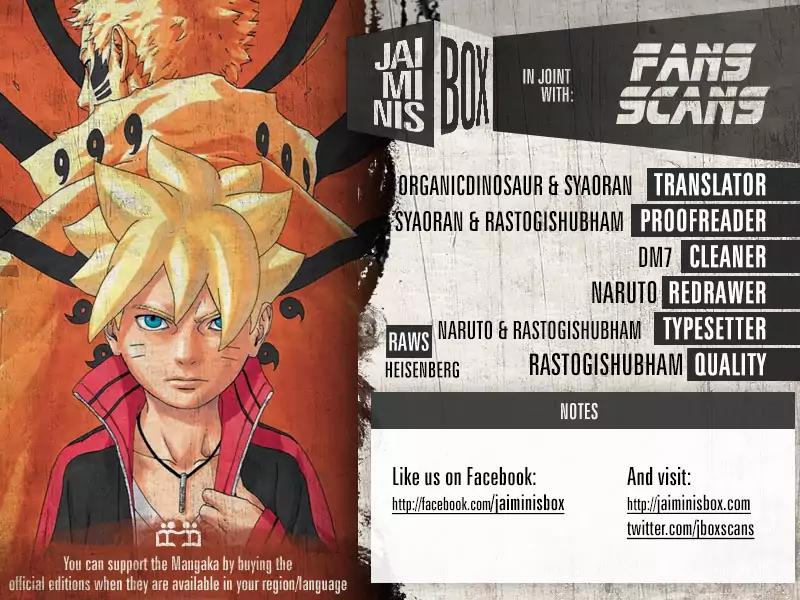 JAI
MI
NIS
BOX
IN JOINT
WITH:
FANS
SCANS
ORGANICDINOSAUR & SYAORAN TRANSLATOR
SYAORAN & RASTOGISHUBHAM PROOFREADER
DM7 CLEANER
NARUTO REDRAWER
NARUTO & RASTOGISHUBHAM TYPESETTER
RAWS
HEISENBERG
RASTOGISHUBHAM QUALITY
NOTES
Like us on Facebook:
http://facebook.com/jaiminisbox
And visit:
http://jaiminisbox.com
twitter.com/jboxscans
You can support the Mangaka by buying the
official editions when they are available in your region/language